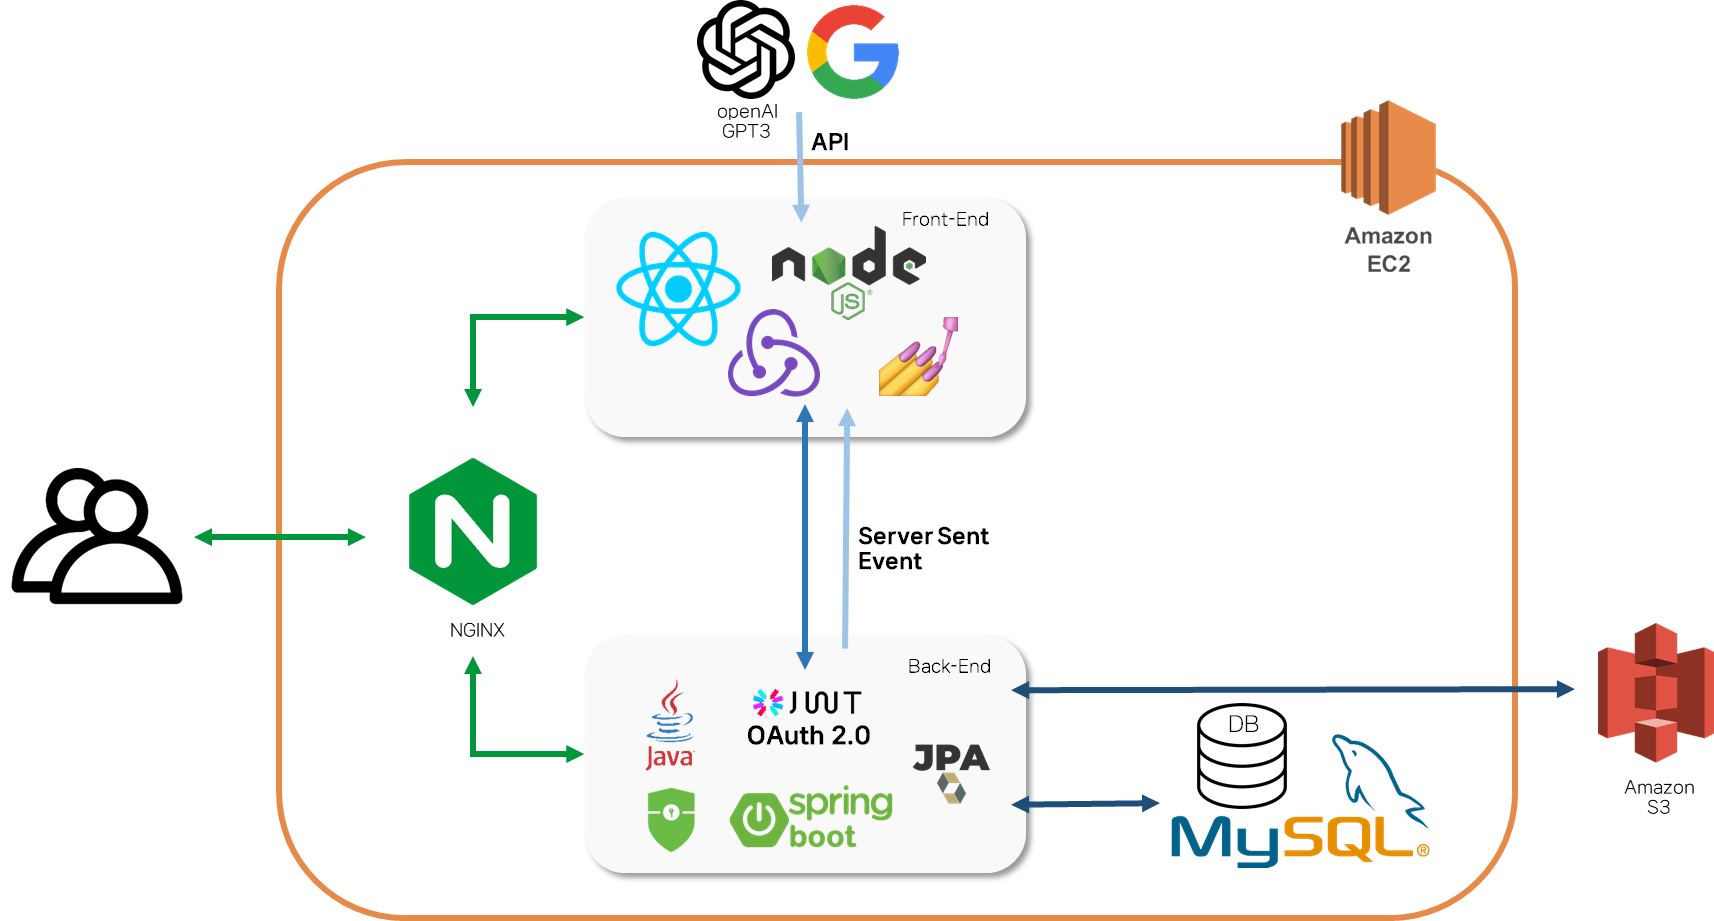 openAI
GPT3
API
Amazon
EC2
Front-End
node
JS®
Server Sent
Event
NGINX
Back-End
JWT
OAuth 2.0
Java
JPA
spring
boot
DB
MySQL®
Amazon
S3